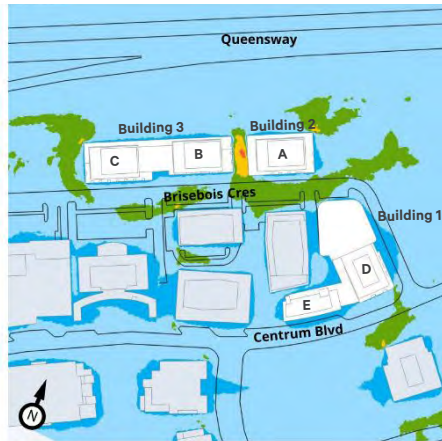 Queensway
Building 3
Building 2
C
B
A
Brisebois Cres
Building 1
D
E
Centrum Blvd
N